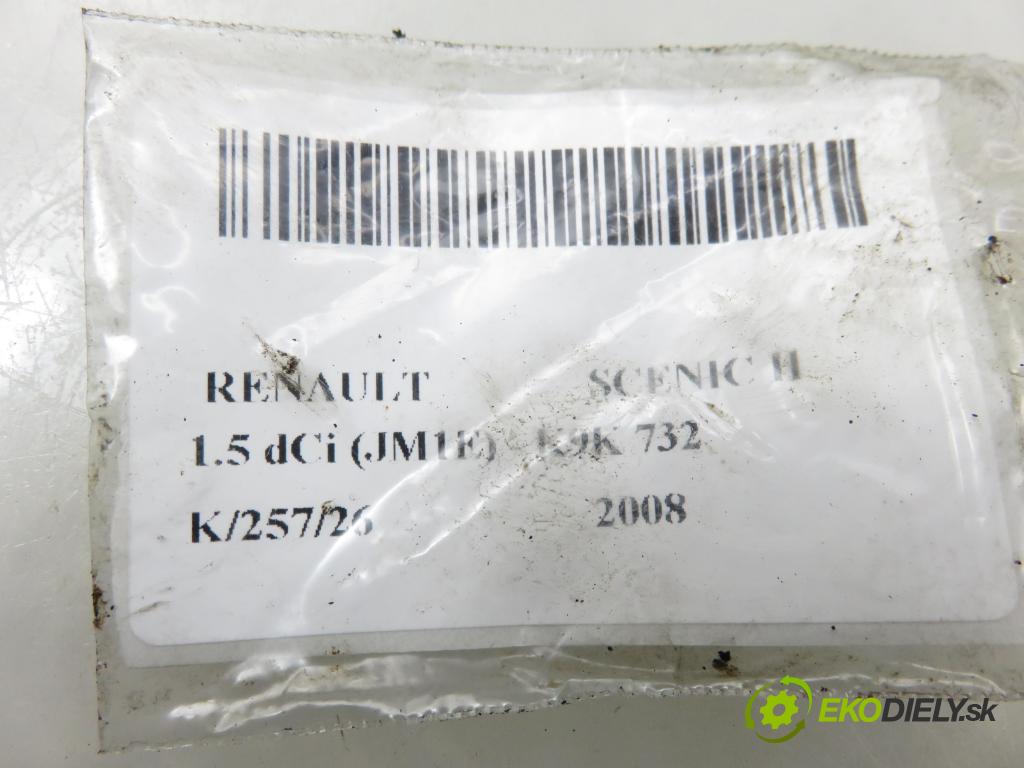 RENAULT SCENIC II
1.5 dCi (JM1E) K9K 732
K/257/26 2008
EKODIELY.sk